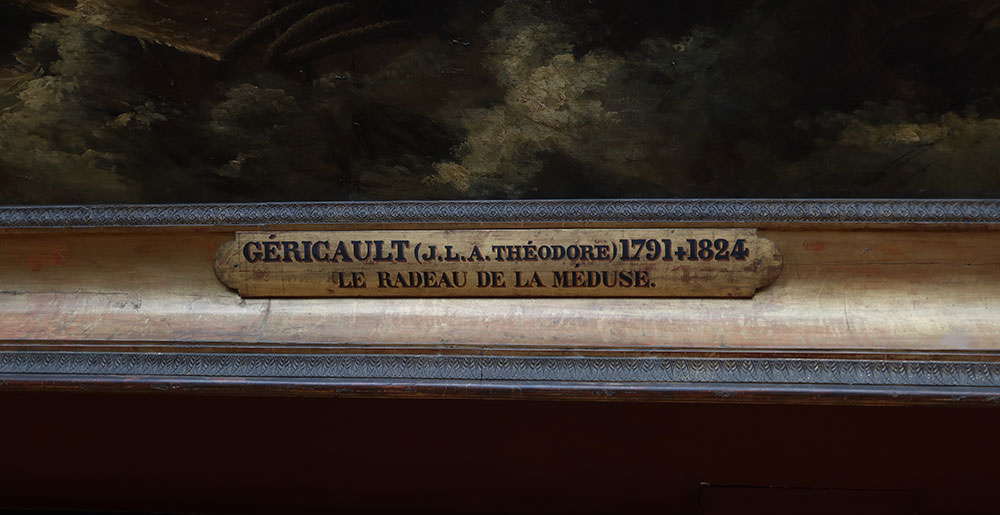 GÉRICAULT (J.L.A. THÉODORE) 1791+1824
LE RADEAU DE LA MÉDUSE.